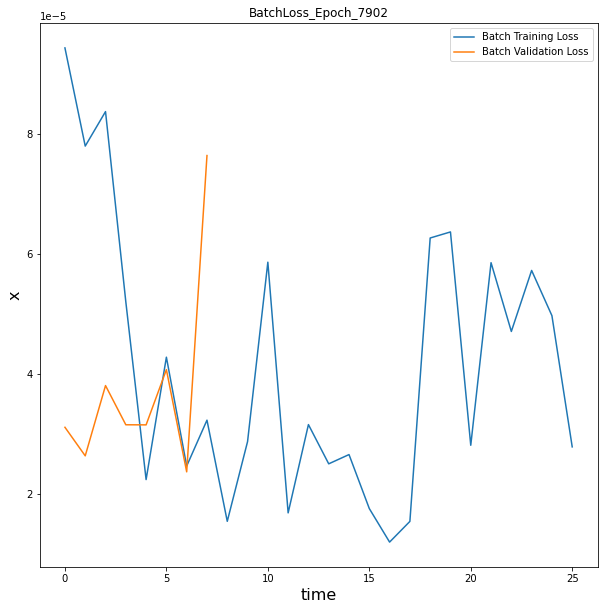 BatchLoss_Epoch_7902
1e−5
Batch Training Loss
Batch Validation Loss
8
6
4
2
x
0 5 10 15 20 25
time